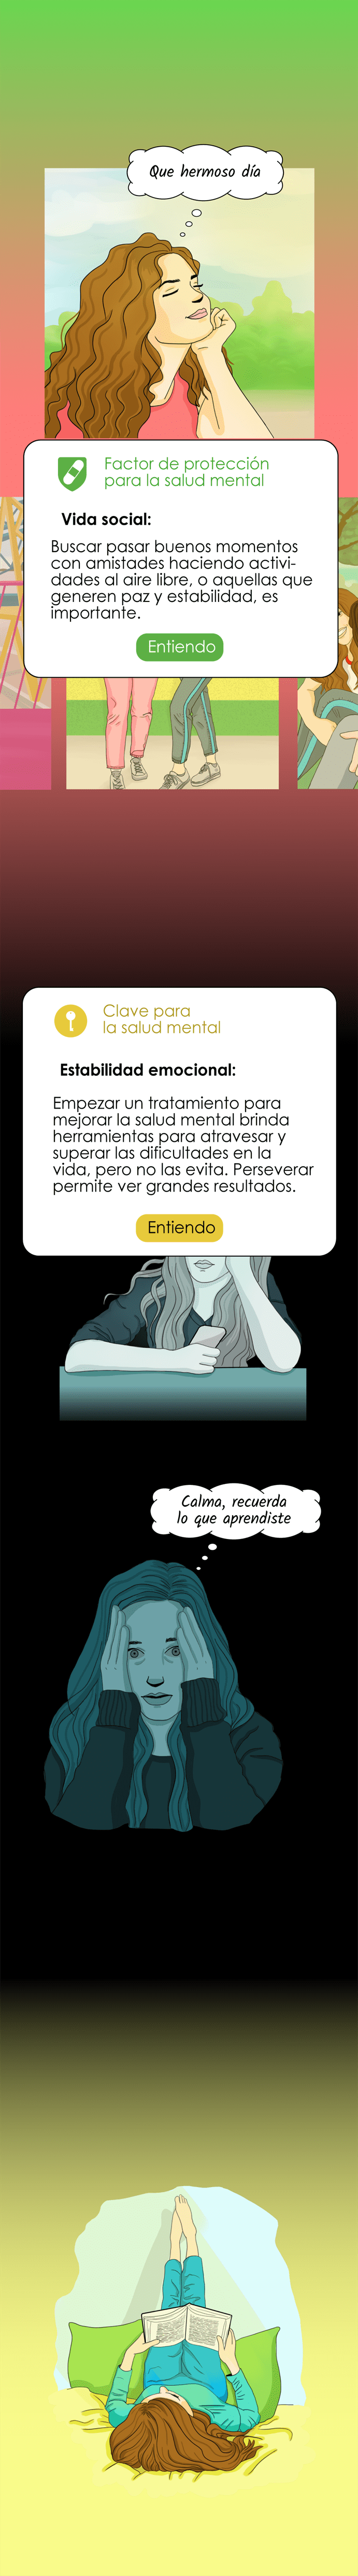 Que hermoso día
Factor de protección
para la salud mental
Vida social:
Buscar pasar buenos momentos
con amistades haciendo activi-
dades al aire libre, o aquellas que
generen paz y estabilidad, es
importante.
Entiendo
Clave para
la salud mental
Estabilidad emocional:
Empezar un tratamiento para
mejorar la salud mental brinda
herramientas para atravesar y
superar las dificultades en la
vida, pero no las evita. Perseverar
permite ver grandes resultados.
Entiendo
Calma, recuerda
lo que aprendiste